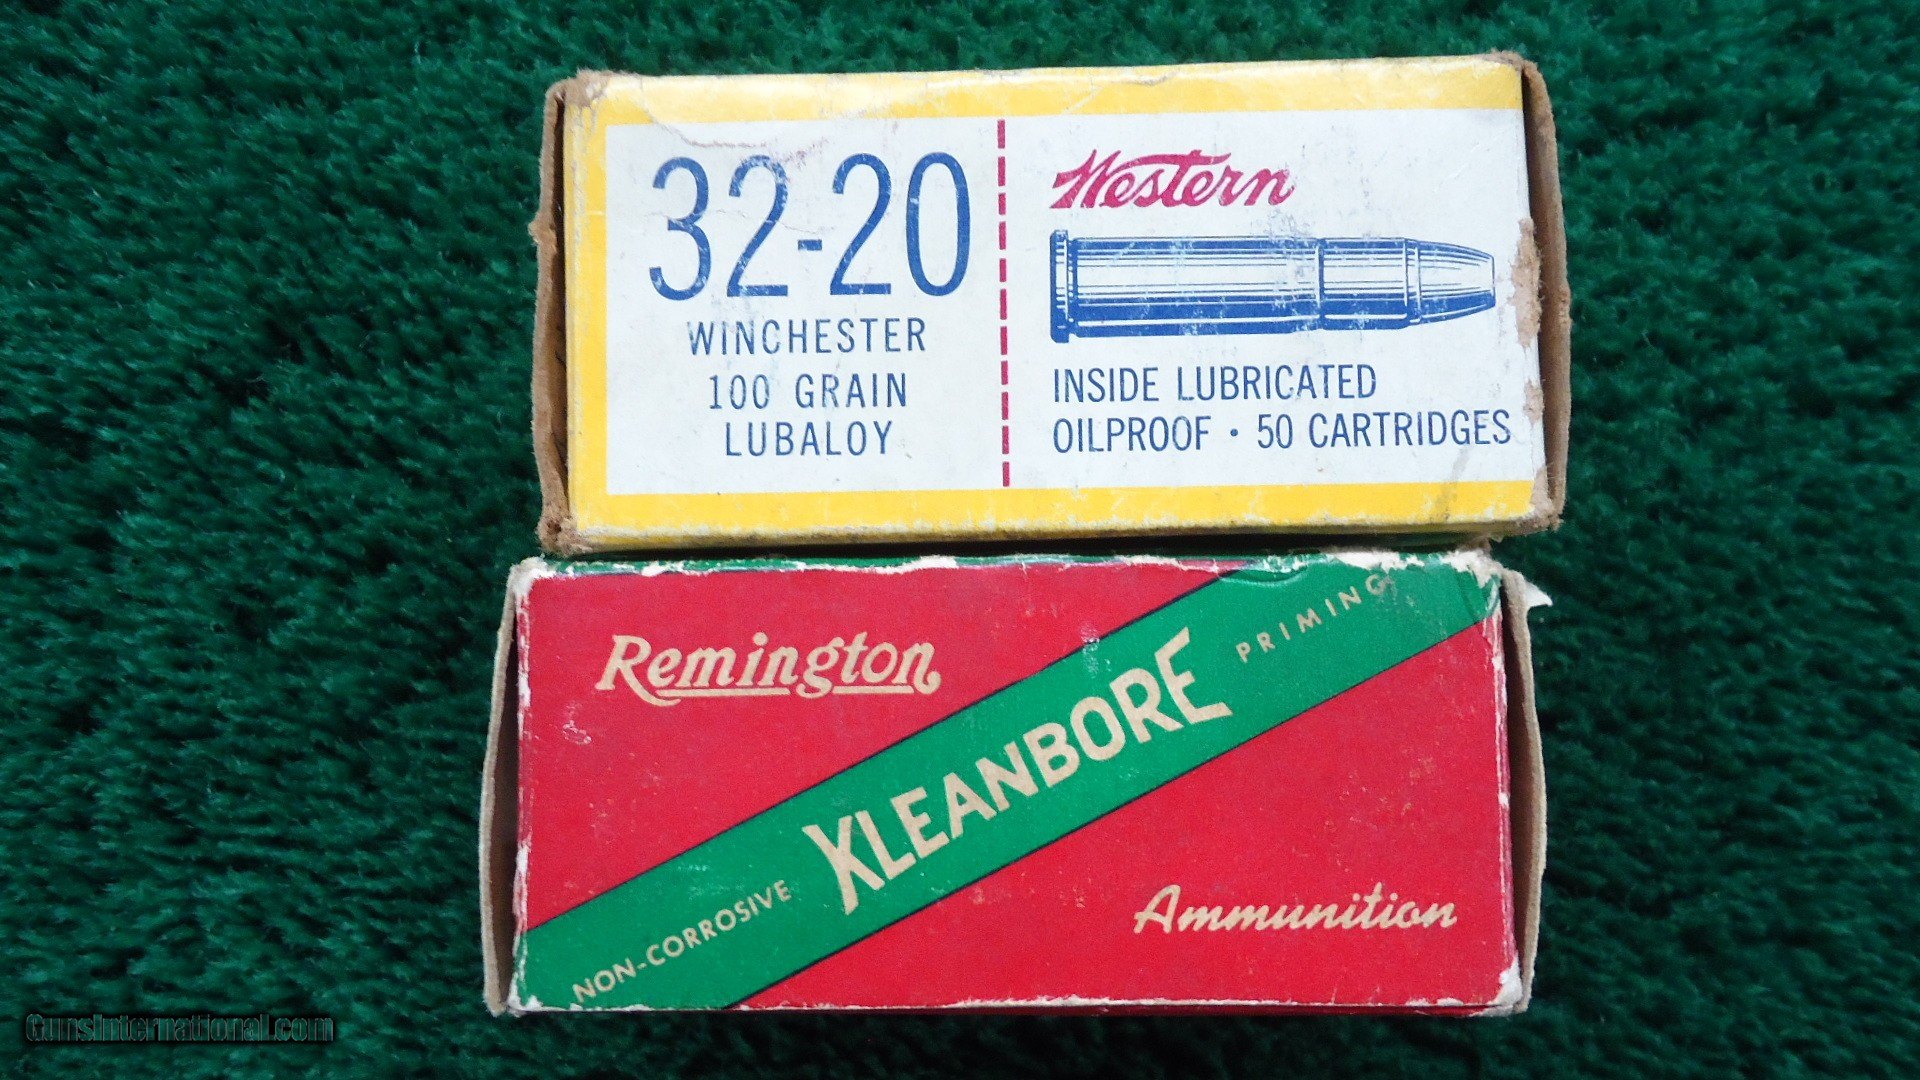 32-20
WINCHESTER
100 GRAIN
LUBALOY
Western
INSIDE LUBRICATED
OILPROOF · 50 CARTRIDGES
Remington
NON-CORROSIVE KLEANBORE PRIMING
Ammunition
GunsInternational.com